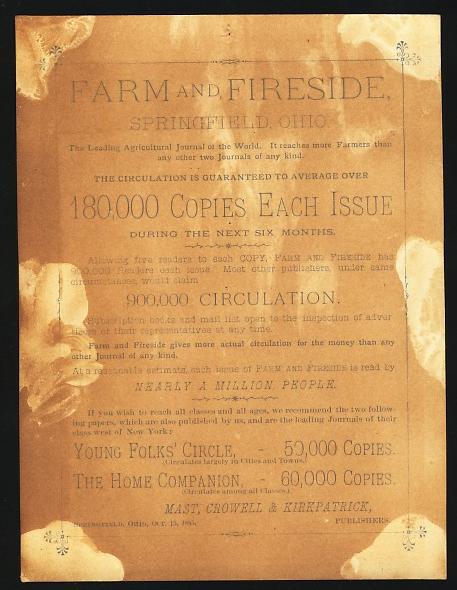 FARM AND FIRESIDE,
SPRINGFIELD, OHIO.
The Leading Agricultural Journal of the World. It reaches more Farmers than
any other two Journals of any kind.
THE CIRCULATION IS GUARANTEED TO AVERAGE OVER
180,000 COPIES EACH ISSUE
DURING THE NEXT SIX MONTHS.
Allowing five readers to each COPY, FARM AND FIRESIDE has
900,000 Readers each issue. Most other publishers, under same
circumstances, would claim
900,000 CIRCULATION.
Subscription books and mail list open to the inspection of adver
tisers or their representatives at any time.
Farm and Fireside gives more actual circulation for the money than any
other Journal of any kind.
At a reasonable estimate, each issue of FARM AND FIRESIDE is read by
NEARLY A MILLION PEOPLE.
If you wish to reach all classes and all ages, we recommend the two follow-
ing papers, which are also published by us, and are the leading Journals of their
class west of New York:
YOUNG FOLKS' CIRCLE, - 50,000 COPIES.
(Circulates largely in Cities and Towns.)
THE HOME COMPANION, - 60,000 COPIES.
(Circulates among all Classes.)
MAST, CROWELL & KIRKPATRICK,
SPRINGFIELD, OHIO, OCT. 15, 1885. PUBLISHERS.